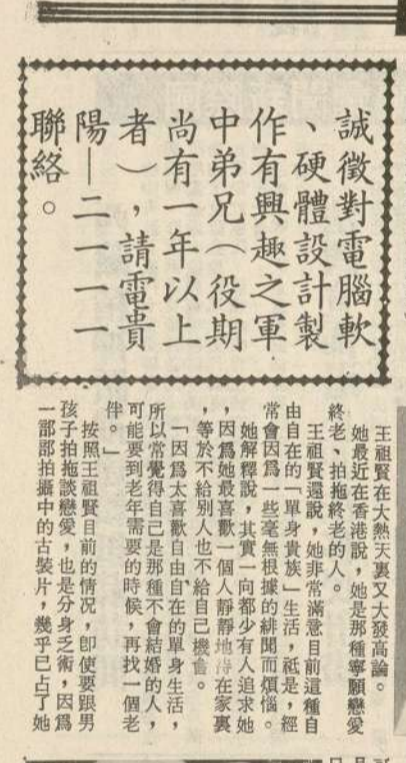 誠徵對電腦軟
、硬體設計製
作有興趣之軍
中弟兄（役期
尚有一年以上
者），請電貴
陽—二一一一
聯絡。
王祖賢在大熱天裏又大發高論。
她最近在香港說，她是那種寧願戀愛
終老、拍拖終老的人。
王祖賢還說，她非常滿意目前這種自
由自在的「單身貴族」生活，祇是，經
常會因爲一些毫無根據的緋聞而煩惱。
她解釋說，其實一向都少有人追求她
，因爲她最喜歡一個人靜靜地待在家裏
，等於不給別人也不給自己機會。
「因爲太喜歡自由自在的單身生活，
所以常覺得自己是那種不會結婚的人，
可能要到老年需要的時候，再找一個老
伴。」
按照王祖賢目前的情況，卽使要跟男
孩子拍拖談戀愛，也是分身乏術，因爲
一部部拍攝中的古裝片，幾乎已占了她